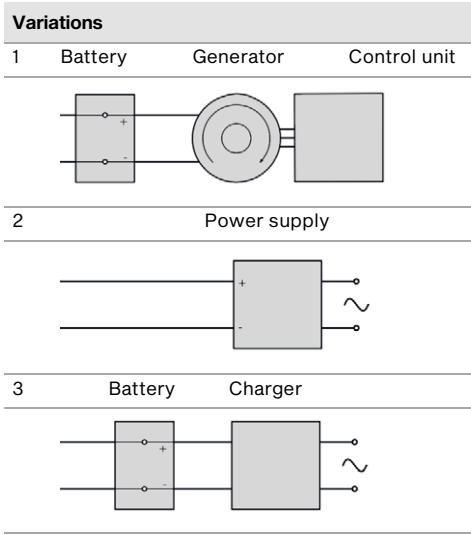 Variations
1 Battery Generator Control unit
+
-
2 Power supply
+
-
3 Battery Charger
+
-